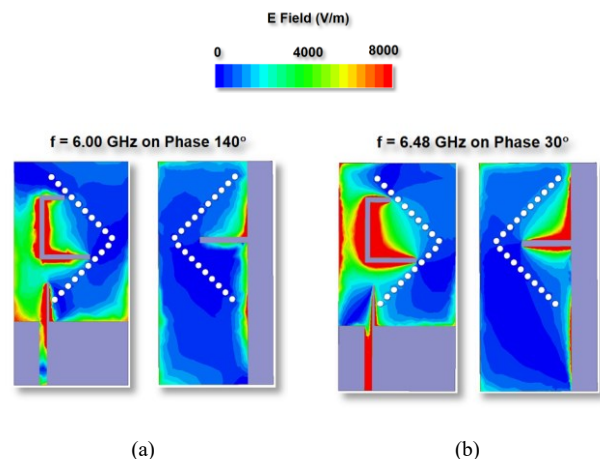 E Field (V/m)
0 4000 8000
f = 6.00 GHz on Phase 140°
f = 6.48 GHz on Phase 30°
(a)
(b)